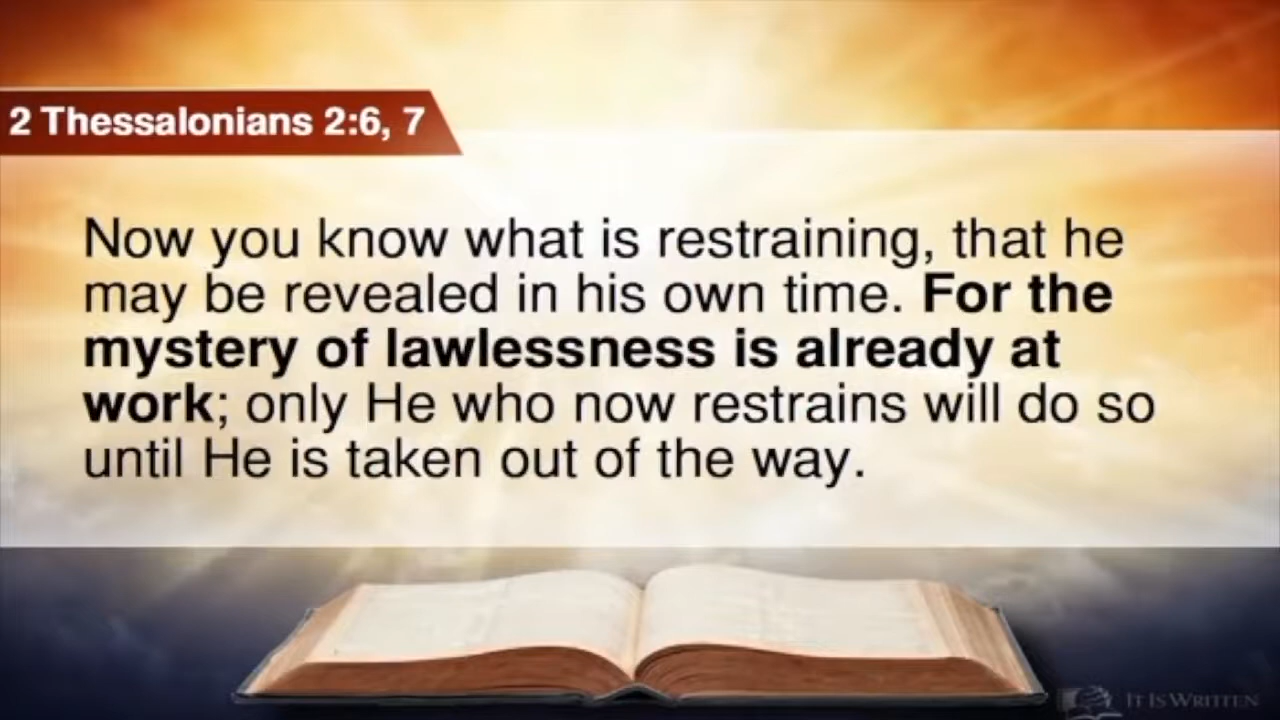 2 Thessalonians 2:6, 7
Now you know what is restraining, that he
may be revealed in his own time. For the
mystery of lawlessness is already at
work; only He who now restrains will do so
until He is taken out of the way.
IT IS WRITTEN